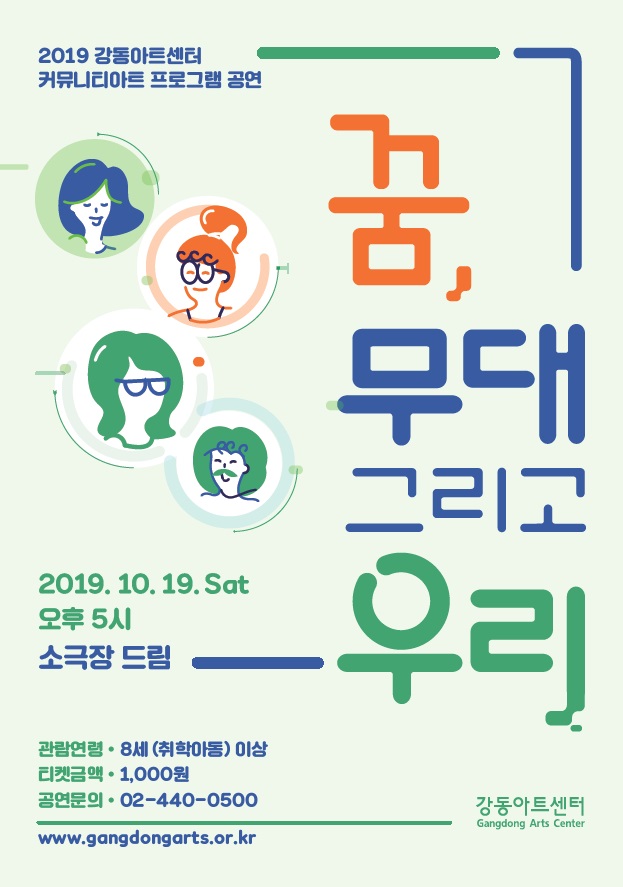 2019 강동아트센터
커뮤니티아트 프로그램 공연
꿈,
무대
그리고
우리
2019. 10. 19. Sat
오후 5시
소극장 드림
관람연령 • 8세 (취학아동) 이상
티켓금액 • 1,000원
공연문의 • 02-440-0500
www.gangdongarts.or.kr
강동아트센터
Gangdong Arts Center